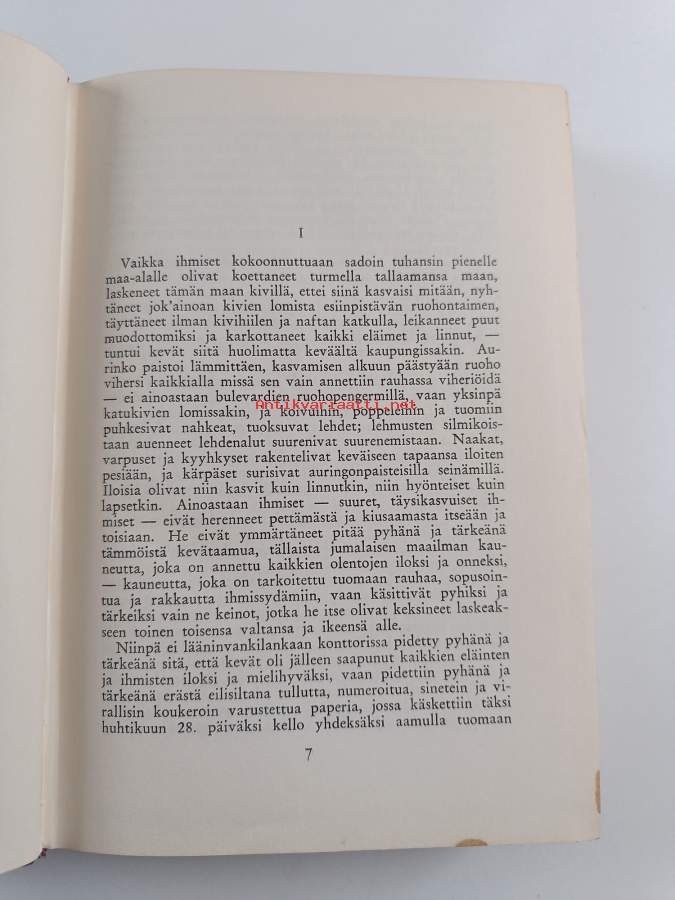 I
Vaikka ihmiset kokoonnuttuaan sadoin tuhansin pienelle
maa-alalle olivat koettaneet turmella tallaamansa maan,
laskeneet tämän maan kivillä, ettei siinä kasvaisi mitään, nyh-
täneet jok'ainoan kivien lomista esiinpistävän ruohontaimen,
täyttäneet ilman kivihiilen ja naftan katkulla, leikanneet puut
muodottomiksi ja karkottaneet kaikki eläimet ja linnut, —
tuntui kevät siitä huolimatta keväältä kaupungissakin. Au-
rinko paistoi lämmittäen, kasvamisen alkuun päästyään ruoho
vihersi kaikkialla missä sen vain annettiin rauhassa viheriöidä
— ei ainoastaan bulevardien ruohopengermillä, vaan yksinpä
Antikvariaatti.net
katukivien lomissakin, ja koivuihin, poppeleihin ja tuomiin
puhkesivat nahkeat, tuoksuvat lehdet; lehmusten silmikois-
taan auenneet lehdenalut suurenivat suurenemistaan. Naakat,
varpuset ja kyyhkyset rakentelivat keväiseen tapaansa iloiten
pesiään, ja kärpäset surisivat auringonpaisteisilla seinämillä.
Iloisia olivat niin kasvit kuin linnutkin, niin hyönteiset kuin
lapsetkin. Ainoastaan ihmiset — suuret, täysikasvuiset ih-
miset — eivät herenneet pettämästä ja kiusaamasta itseään ja
toisiaan. He eivät ymmärtäneet pitää pyhänä ja tärkeänä
tämmöistä kevätaamua, tällaista jumalaisen maailman kau-
neutta, joka on annettu kaikkien olentojen iloksi ja onneksi,
— kauneutta, joka on tarkoitettu tuomaan rauhaa, sopusoin-
tua ja rakkautta ihmissydämiin, vaan käsittivät pyhiksi ja
tärkeiksi vain ne keinot, jotka he itse olivat keksineet laskeak-
seen toinen toisensa valtansa ja ikeensä alle.
Niinpä ei lääninvankilankaan konttorissa pidetty pyhänä ja
tärkeänä sitä, että kevät oli jälleen saapunut kaikkien eläinten
ja ihmisten iloksi ja mielihyväksi, vaan pidettiin pyhänä ja
tärkeänä erästä eilisiltana tullutta, numeroitua, sinetein ja vi-
rallisin koukeroin varustettua paperia, jossa käskettiin täksi
huhtikuun 28. päiväksi kello yhdeksäksi aamulla tuomaan
7